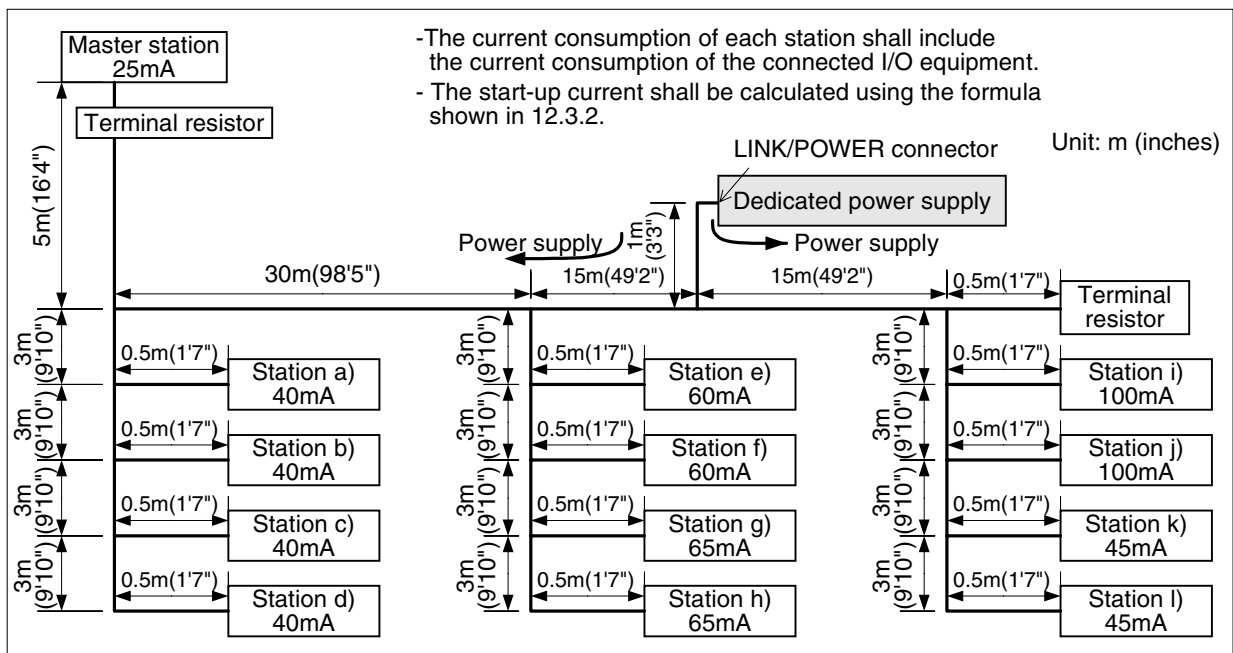 Master station
25mA
-The current consumption of each station shall include
the current consumption of the connected I/O equipment.
- The start-up current shall be calculated using the formula
shown in 12.3.2.
Terminal resistor
Unit: m (inches)
LINK/POWER connector
Dedicated power supply
5m(16'4")
1m
(3'3")
Power supply
Power supply
30m(98'5")
15m(49'2")
15m(49'2")
0.5m(1'7")
Terminal
resistor
3m
(9'10")
0.5m(1'7")
Station a)
40mA
3m
(9'10")
0.5m(1'7")
Station e)
60mA
3m
(9'10")
0.5m(1'7")
Station i)
100mA
3m
(9'10")
0.5m(1'7")
Station b)
40mA
3m
(9'10")
0.5m(1'7")
Station f)
60mA
3m
(9'10")
0.5m(1'7")
Station j)
100mA
3m
(9'10")
0.5m(1'7")
Station c)
40mA
3m
(9'10")
0.5m(1'7")
Station g)
65mA
3m
(9'10")
0.5m(1'7")
Station k)
45mA
3m
(9'10")
0.5m(1'7")
Station d)
40mA
3m
(9'10")
0.5m(1'7")
Station h)
65mA
3m
(9'10")
0.5m(1'7")
Station l)
45mA